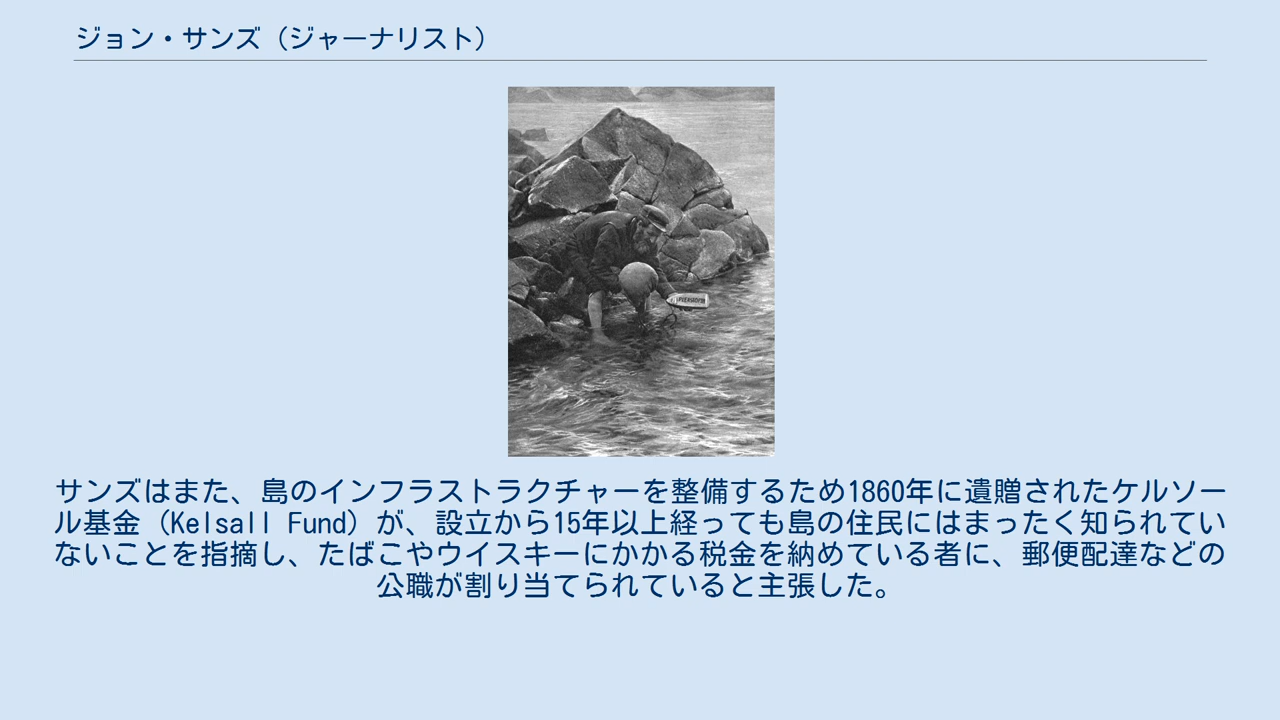 ジョン・サンズ（ジャーナリスト）
サンズはまた、島のインフラストラクチャーを整備するため1860年に遺贈されたケルソー
ル基金（Kelsall Fund）が、設立から15年以上経っても島の住民にはまったく知られてい
ないことを指摘し、たばこやウイスキーにかかる税金を納めている者に、郵便配達などの
公職が割り当てられていると主張した。